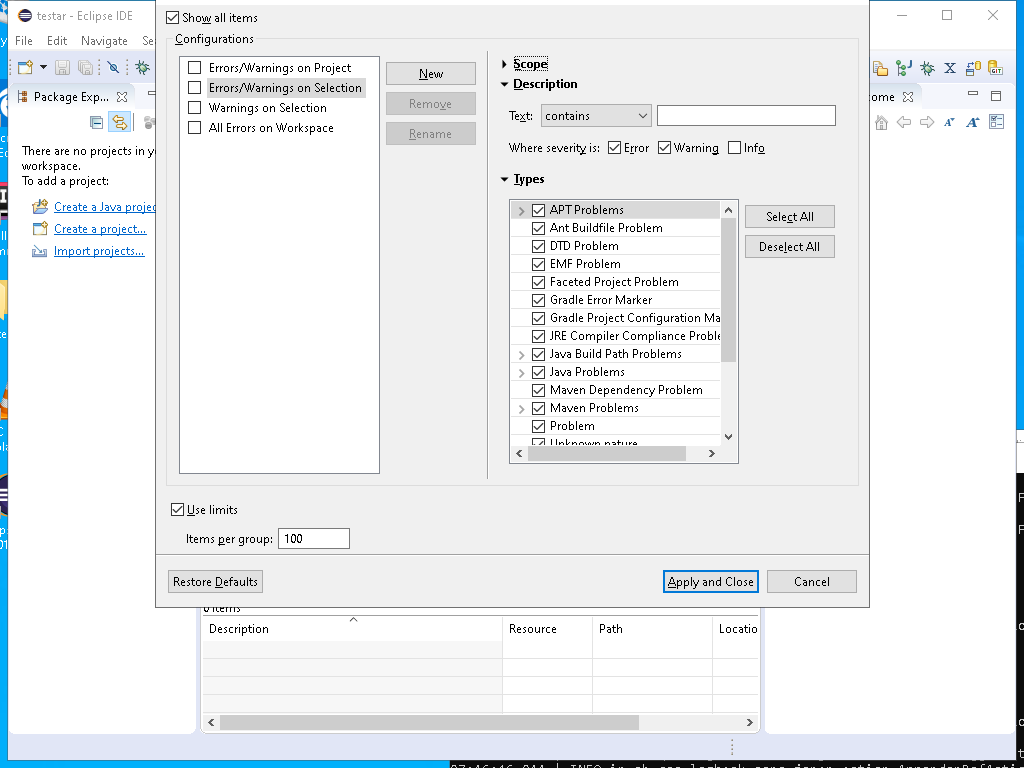 testar - Eclipse IDE
File Edit Navigate Se
Package Exp...
There are no projects in y
workspace.
To add a project:
Create a Java projec
Create a project...
Import projects...
Show all items
Configurations
Errors/Warnings on Project
Errors/Warnings on Selection
Warnings on Selection
All Errors on Workspace
New
Remove
Rename
Scope
Description
Text: contains
Where severity is: Error Warning Info
Types
APT Problems
Ant Buildfile Problem
DTD Problem
EMF Problem
Faceted Project Problem
Gradle Error Marker
Gradle Project Configuration Ma
JRE Compiler Compliance Proble
Java Build Path Problems
Java Problems
Maven Dependency Problem
Maven Problems
Problem
Unknown nature
Select All
Deselect All
Use limits
Items per group: 100
Restore Defaults
Apply and Close
Cancel
ome
0 items
Description Resource Path Locatio